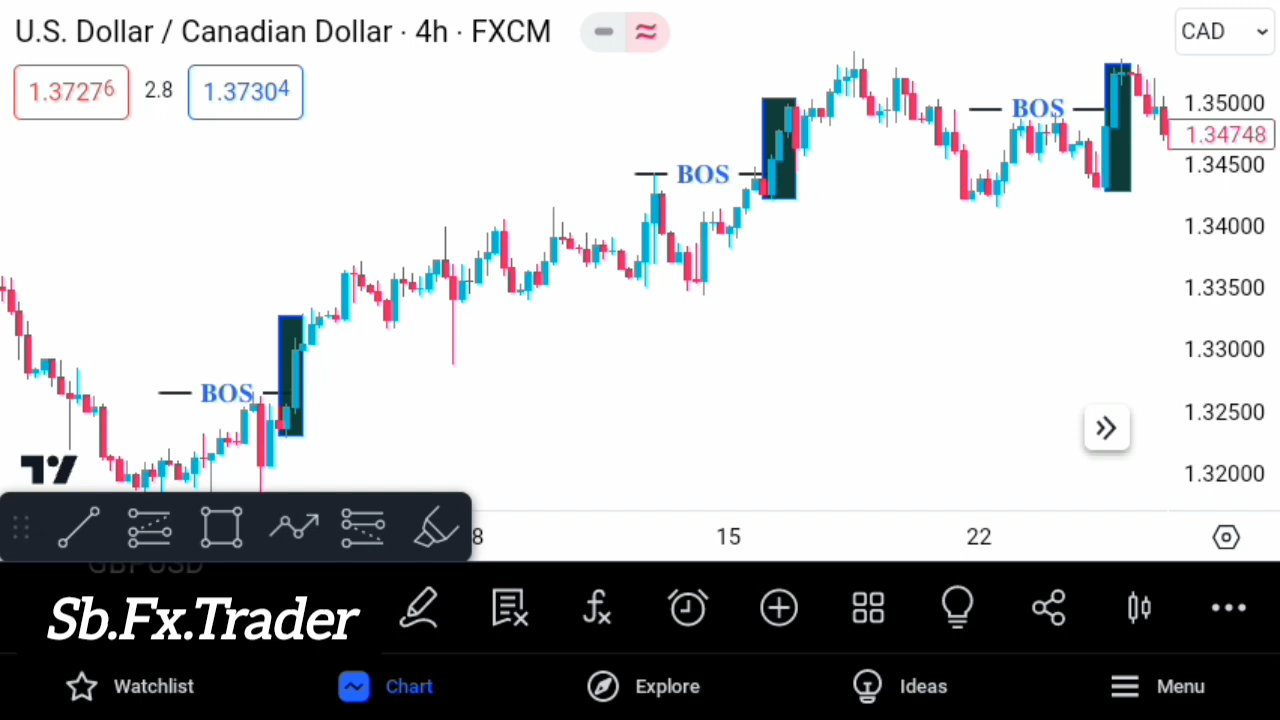 U.S. Dollar / Canadian Dollar · 4h · FXCM
CAD
1.37276 2.8 1.37304
BOS
BOS
BOS
1.35000
1.34748
1.34500
1.34000
1.33500
1.33000
1.32500
1.32000
8 15 22
GBPUSD
Sb.Fx.Trader
Watchlist Chart Explore Ideas Menu